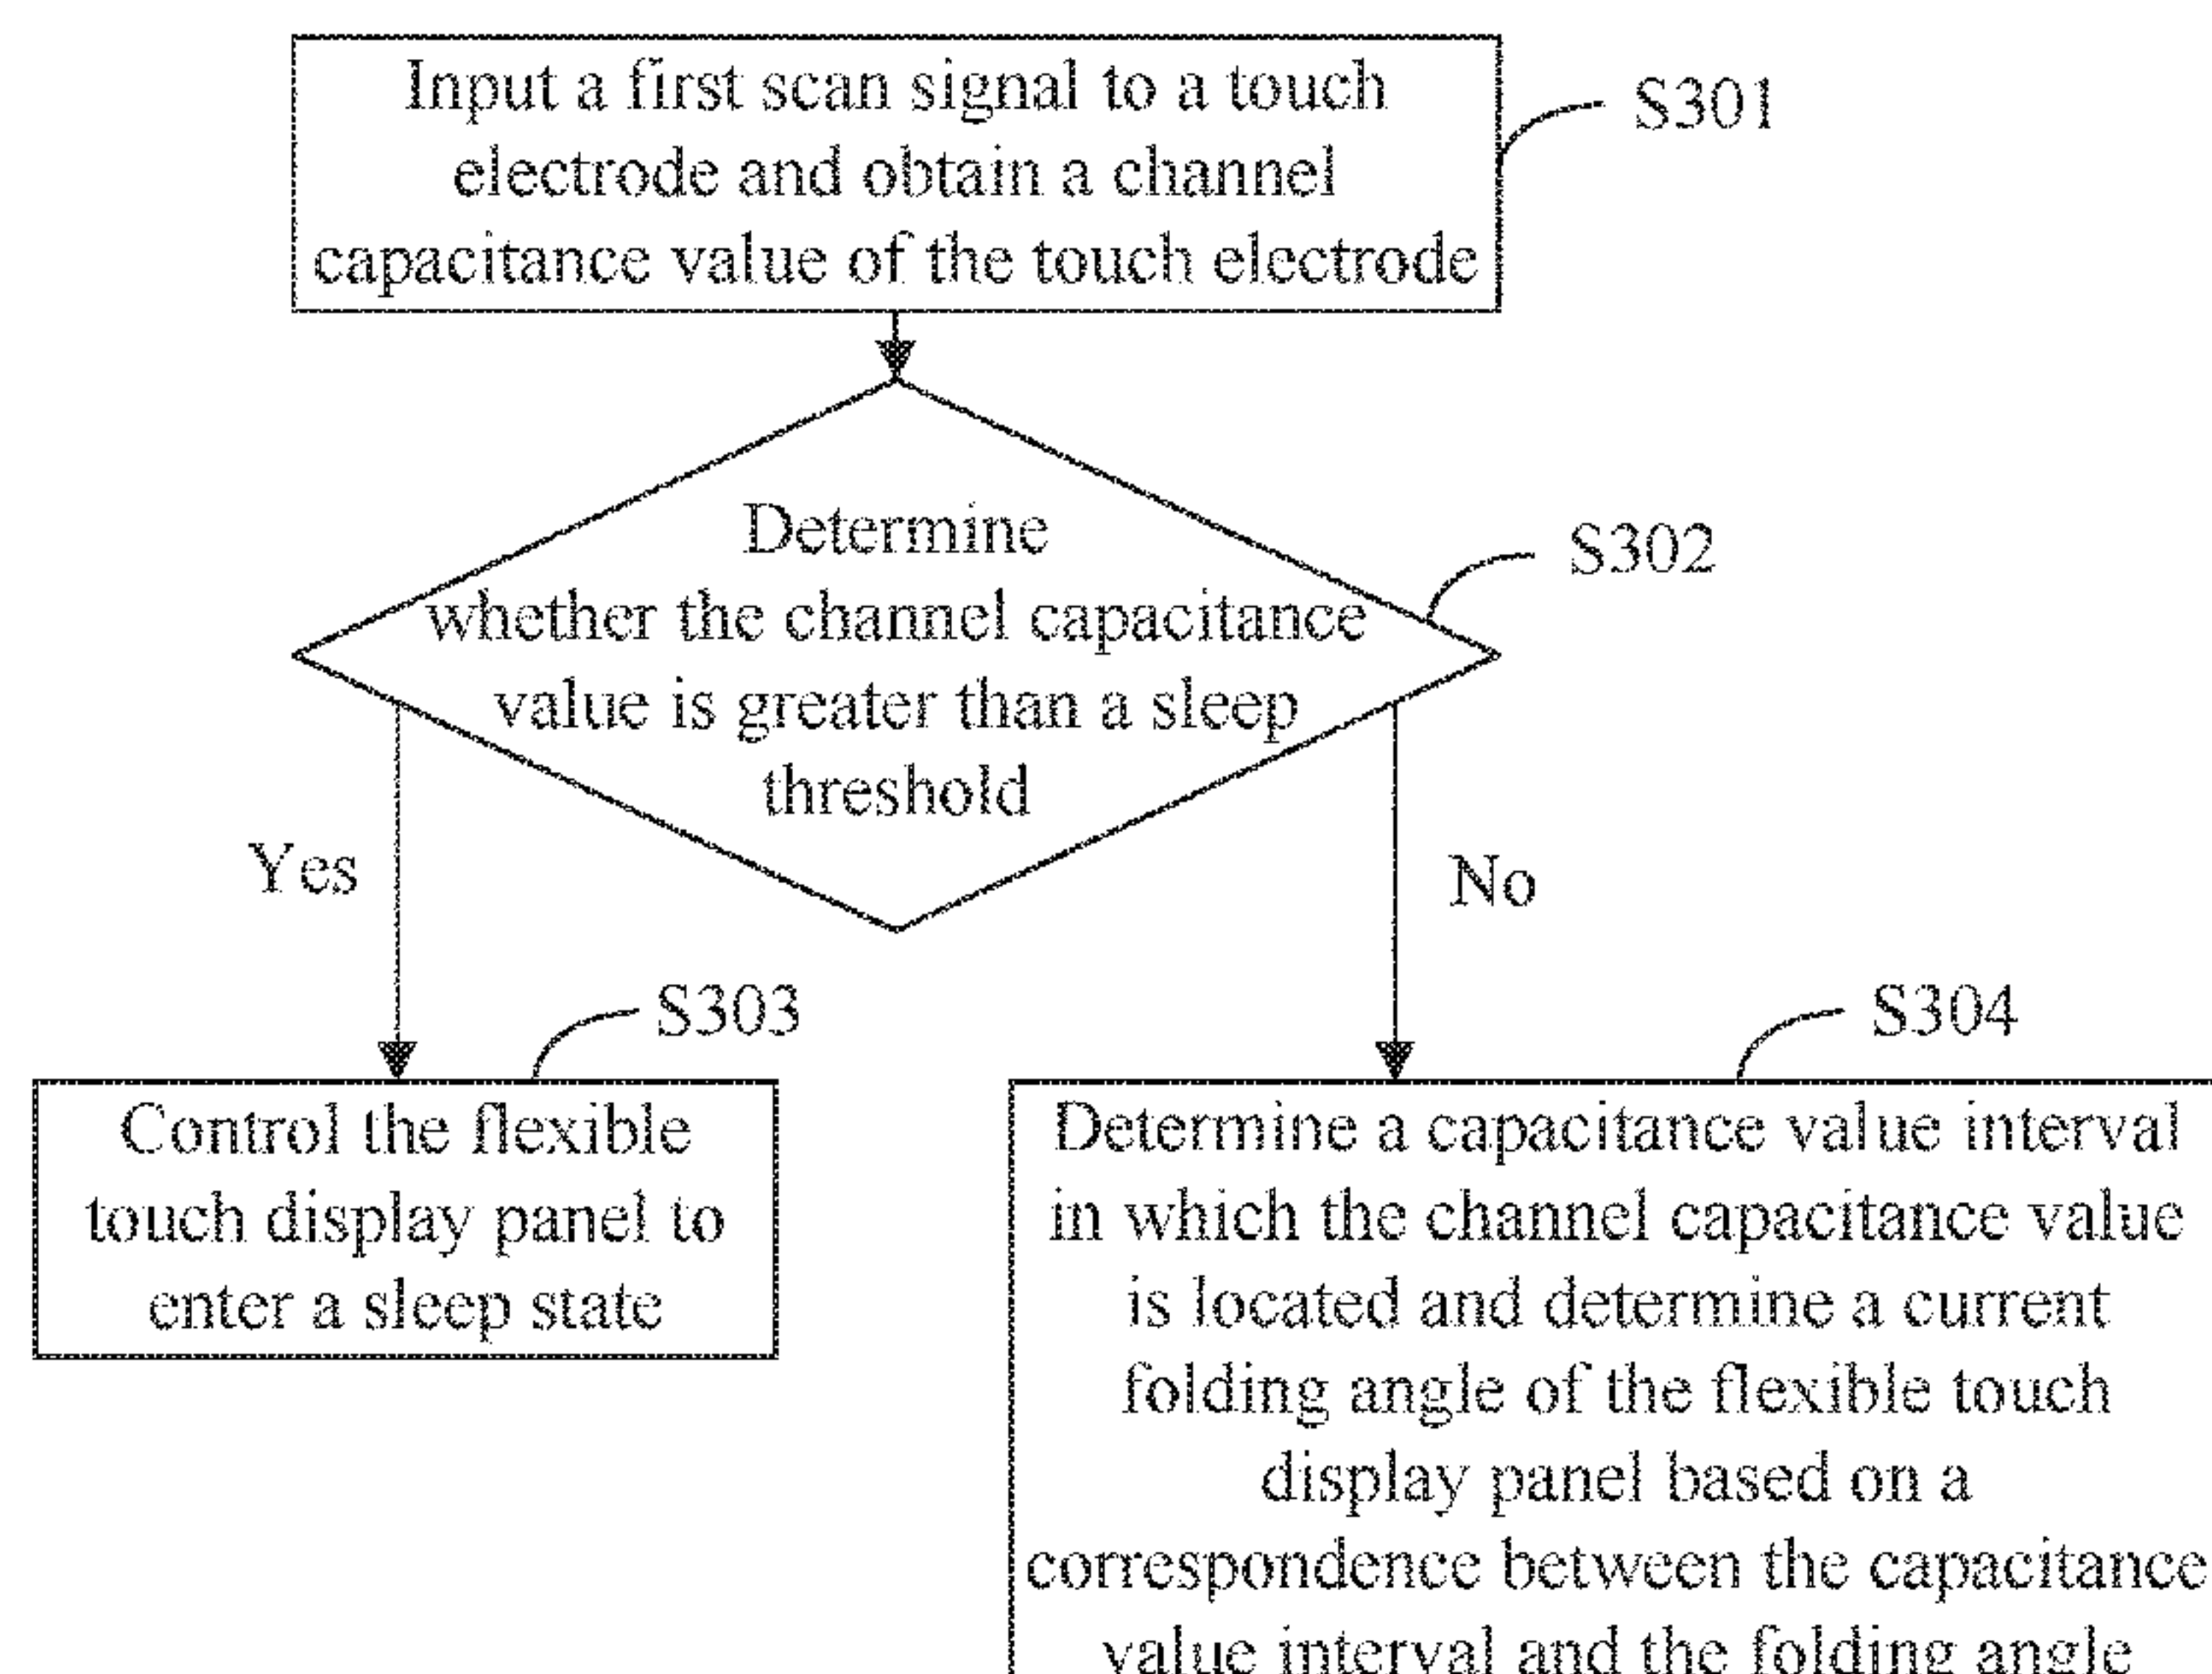 Input a first scan signal to a touch
electrode and obtain a channel
capacitance value of the touch electrode
S301
Determine
whether the channel capacitance
value is greater than a sleep
threshold
S302
Yes
No
S303
Control the flexible
touch display panel to
enter a sleep state
S304
Determine a capacitance value interval
in which the channel capacitance value
is located and determine a current
folding angle of the flexible touch
display panel based on a
correspondence between the capacitance
value interval and the folding angle